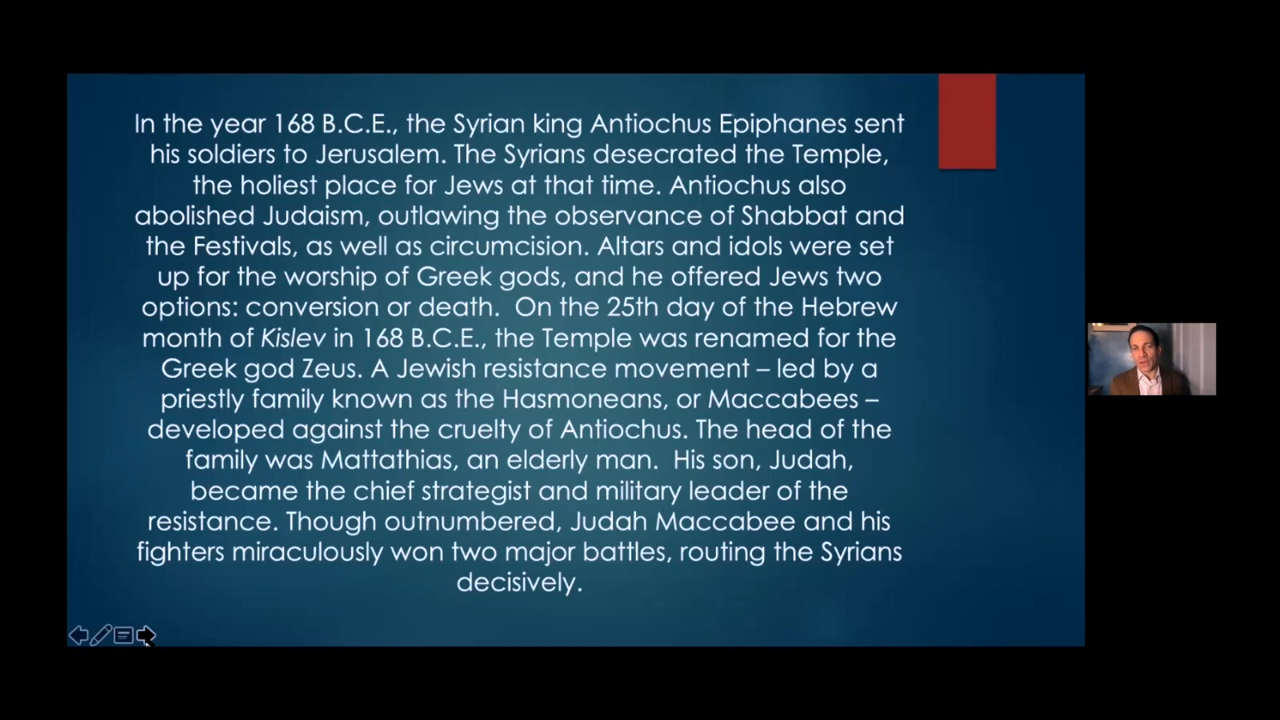 In the year 168 B.C.E., the Syrian king Antiochus Epiphanes sent
his soldiers to Jerusalem. The Syrians desecrated the Temple,
the holiest place for Jews at that time. Antiochus also
abolished Judaism, outlawing the observance of Shabbat and
the Festivals, as well as circumcision. Altars and idols were set
up for the worship of Greek gods, and he offered Jews two
options: conversion or death.  On the 25th day of the Hebrew
month of Kislev in 168 B.C.E., the Temple was renamed for the
Greek god Zeus. A Jewish resistance movement – led by a
priestly family known as the Hasmoneans, or Maccabees –
developed against the cruelty of Antiochus. The head of the
family was Mattathias, an elderly man.  His son, Judah,
became the chief strategist and military leader of the
resistance. Though outnumbered, Judah Maccabee and his
fighters miraculously won two major battles, routing the Syrians
decisively.